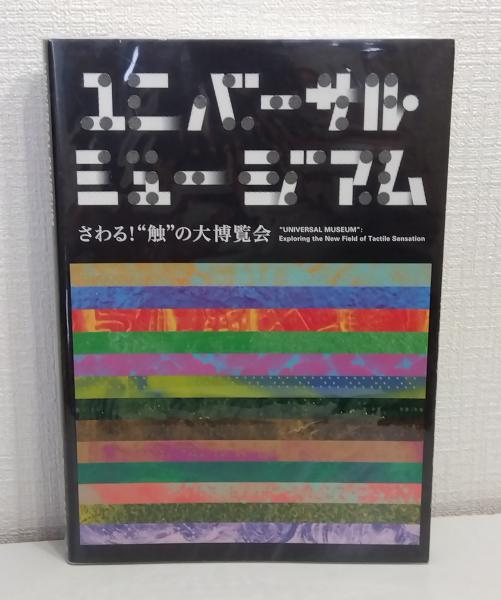 ユニバーサル・
ミュージアム
さわる!“触”の大博覧会
"UNIVERSAL MUSEUM":
Exploring the New Field of Tactile Sensation